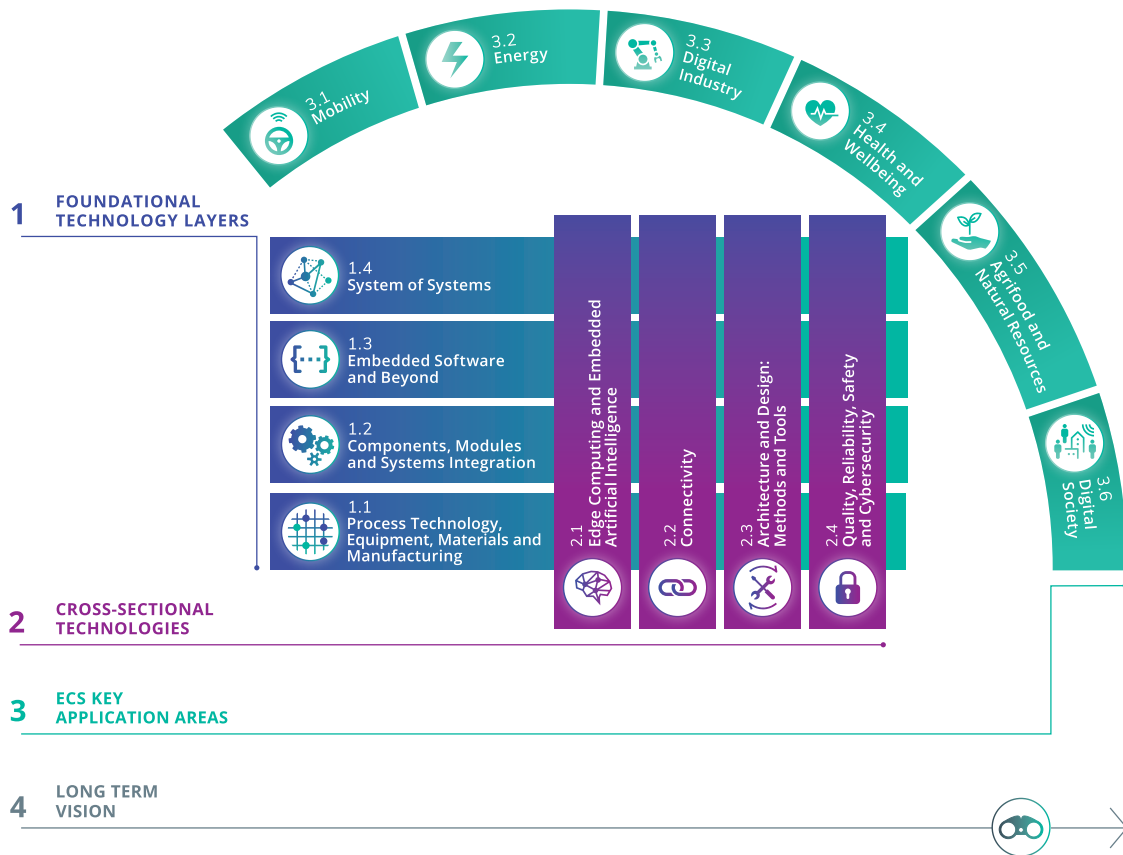 3.1
Mobility
3.2
Energy
3.3
Digital
Industry
3.4
Health and
Wellbeing
3.5
Agrifood and
Natural Resources
3.6
Digital
Society
1
FOUNDATIONAL
TECHNOLOGY LAYERS
1.4
System of Systems
1.3
Embedded Software
and Beyond
1.2
Components, Modules
and Systems Integration
1.1
Process Technology,
Equipment, Materials and
Manufacturing
2.1
Edge Computing and Embedded
Artificial Intelligence
2.2
Connectivity
2.3
Architecture and Design:
Methods and Tools
2.4
Quality, Reliability, Safety
and Cybersecurity
2
CROSS-SECTIONAL
TECHNOLOGIES
3
ECS KEY
APPLICATION AREAS
4
LONG TERM
VISION